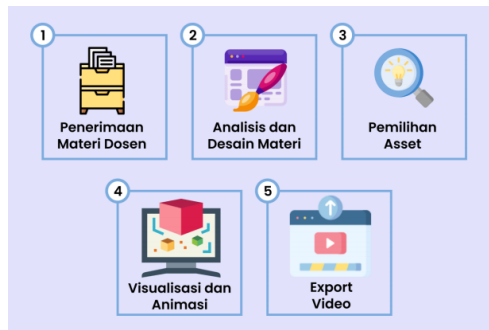 1
Penerimaan
Materi Dosen
2
Analisis dan
Desain Materi
3
Pemilihan
Asset
4
Visualisasi dan
Animasi
5
Export
Video